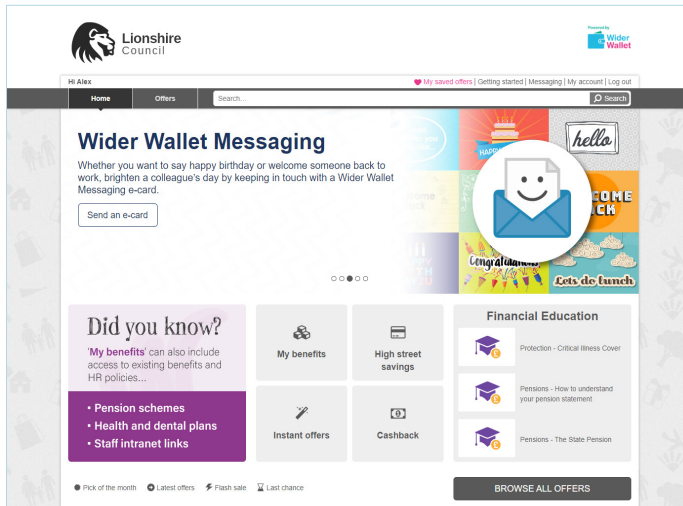 Lionshire
Council
Powered by
Wider
Wallet
Hi Alex
My saved offers | Getting started | Messaging | My account | Log out
Home
Offers
Search...
Search
Wider Wallet Messaging
Whether you want to say happy birthday or welcome someone back to
work, brighten a colleague's day by keeping in touch with a Wider Wallet
Messaging e-card.
Send an e-card
hello
Congratulations
Lets do lunch
Did you know?
'My benefits' can also include
access to existing benefits and
HR policies...
• Pension schemes
• Health and dental plans
• Staff intranet links
My benefits
High street
savings
Instant offers
Cashback
Financial Education
Protection - Critical Illness Cover
Pensions - How to understand
your pension statement
Pensions - The State Pension
Pick of the month
Latest offers
Flash sale
Last chance
BROWSE ALL OFFERS